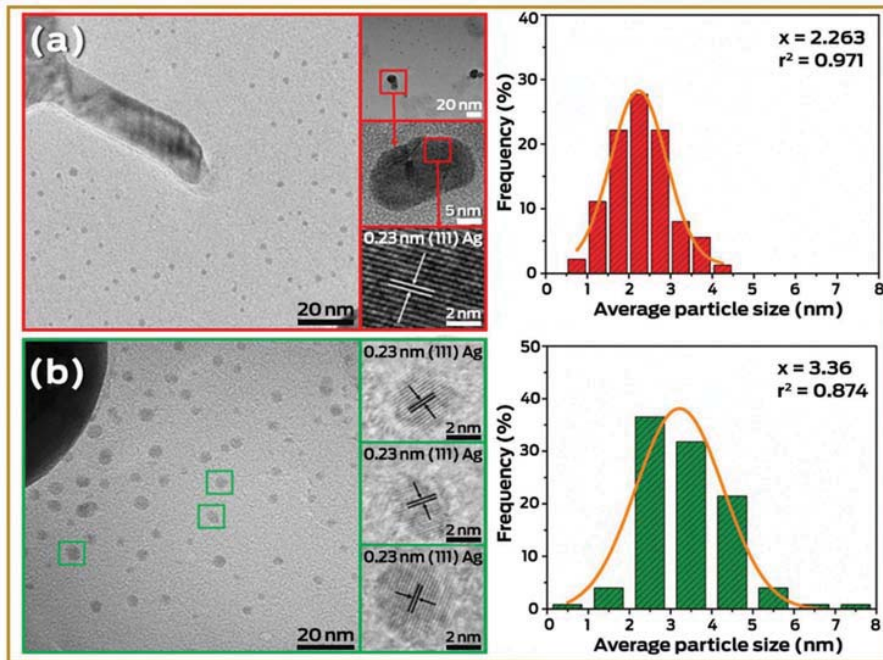 (a)
20 nm
20 nm
5 nm
0.23 nm (111) Ag
2 nm
x = 2.263
r² = 0.971
Frequency (%)
40
30
20
10
0
0 1 2 3 4 5 6 7 8
Average particle size (nm)
(b)
20 nm
0.23 nm (111) Ag
2 nm
0.23 nm (111) Ag
2 nm
0.23 nm (111) Ag
2 nm
x = 3.36
r² = 0.874
Frequency (%)
50
40
30
20
10
0
0 1 2 3 4 5 6 7 8
Average particle size (nm)